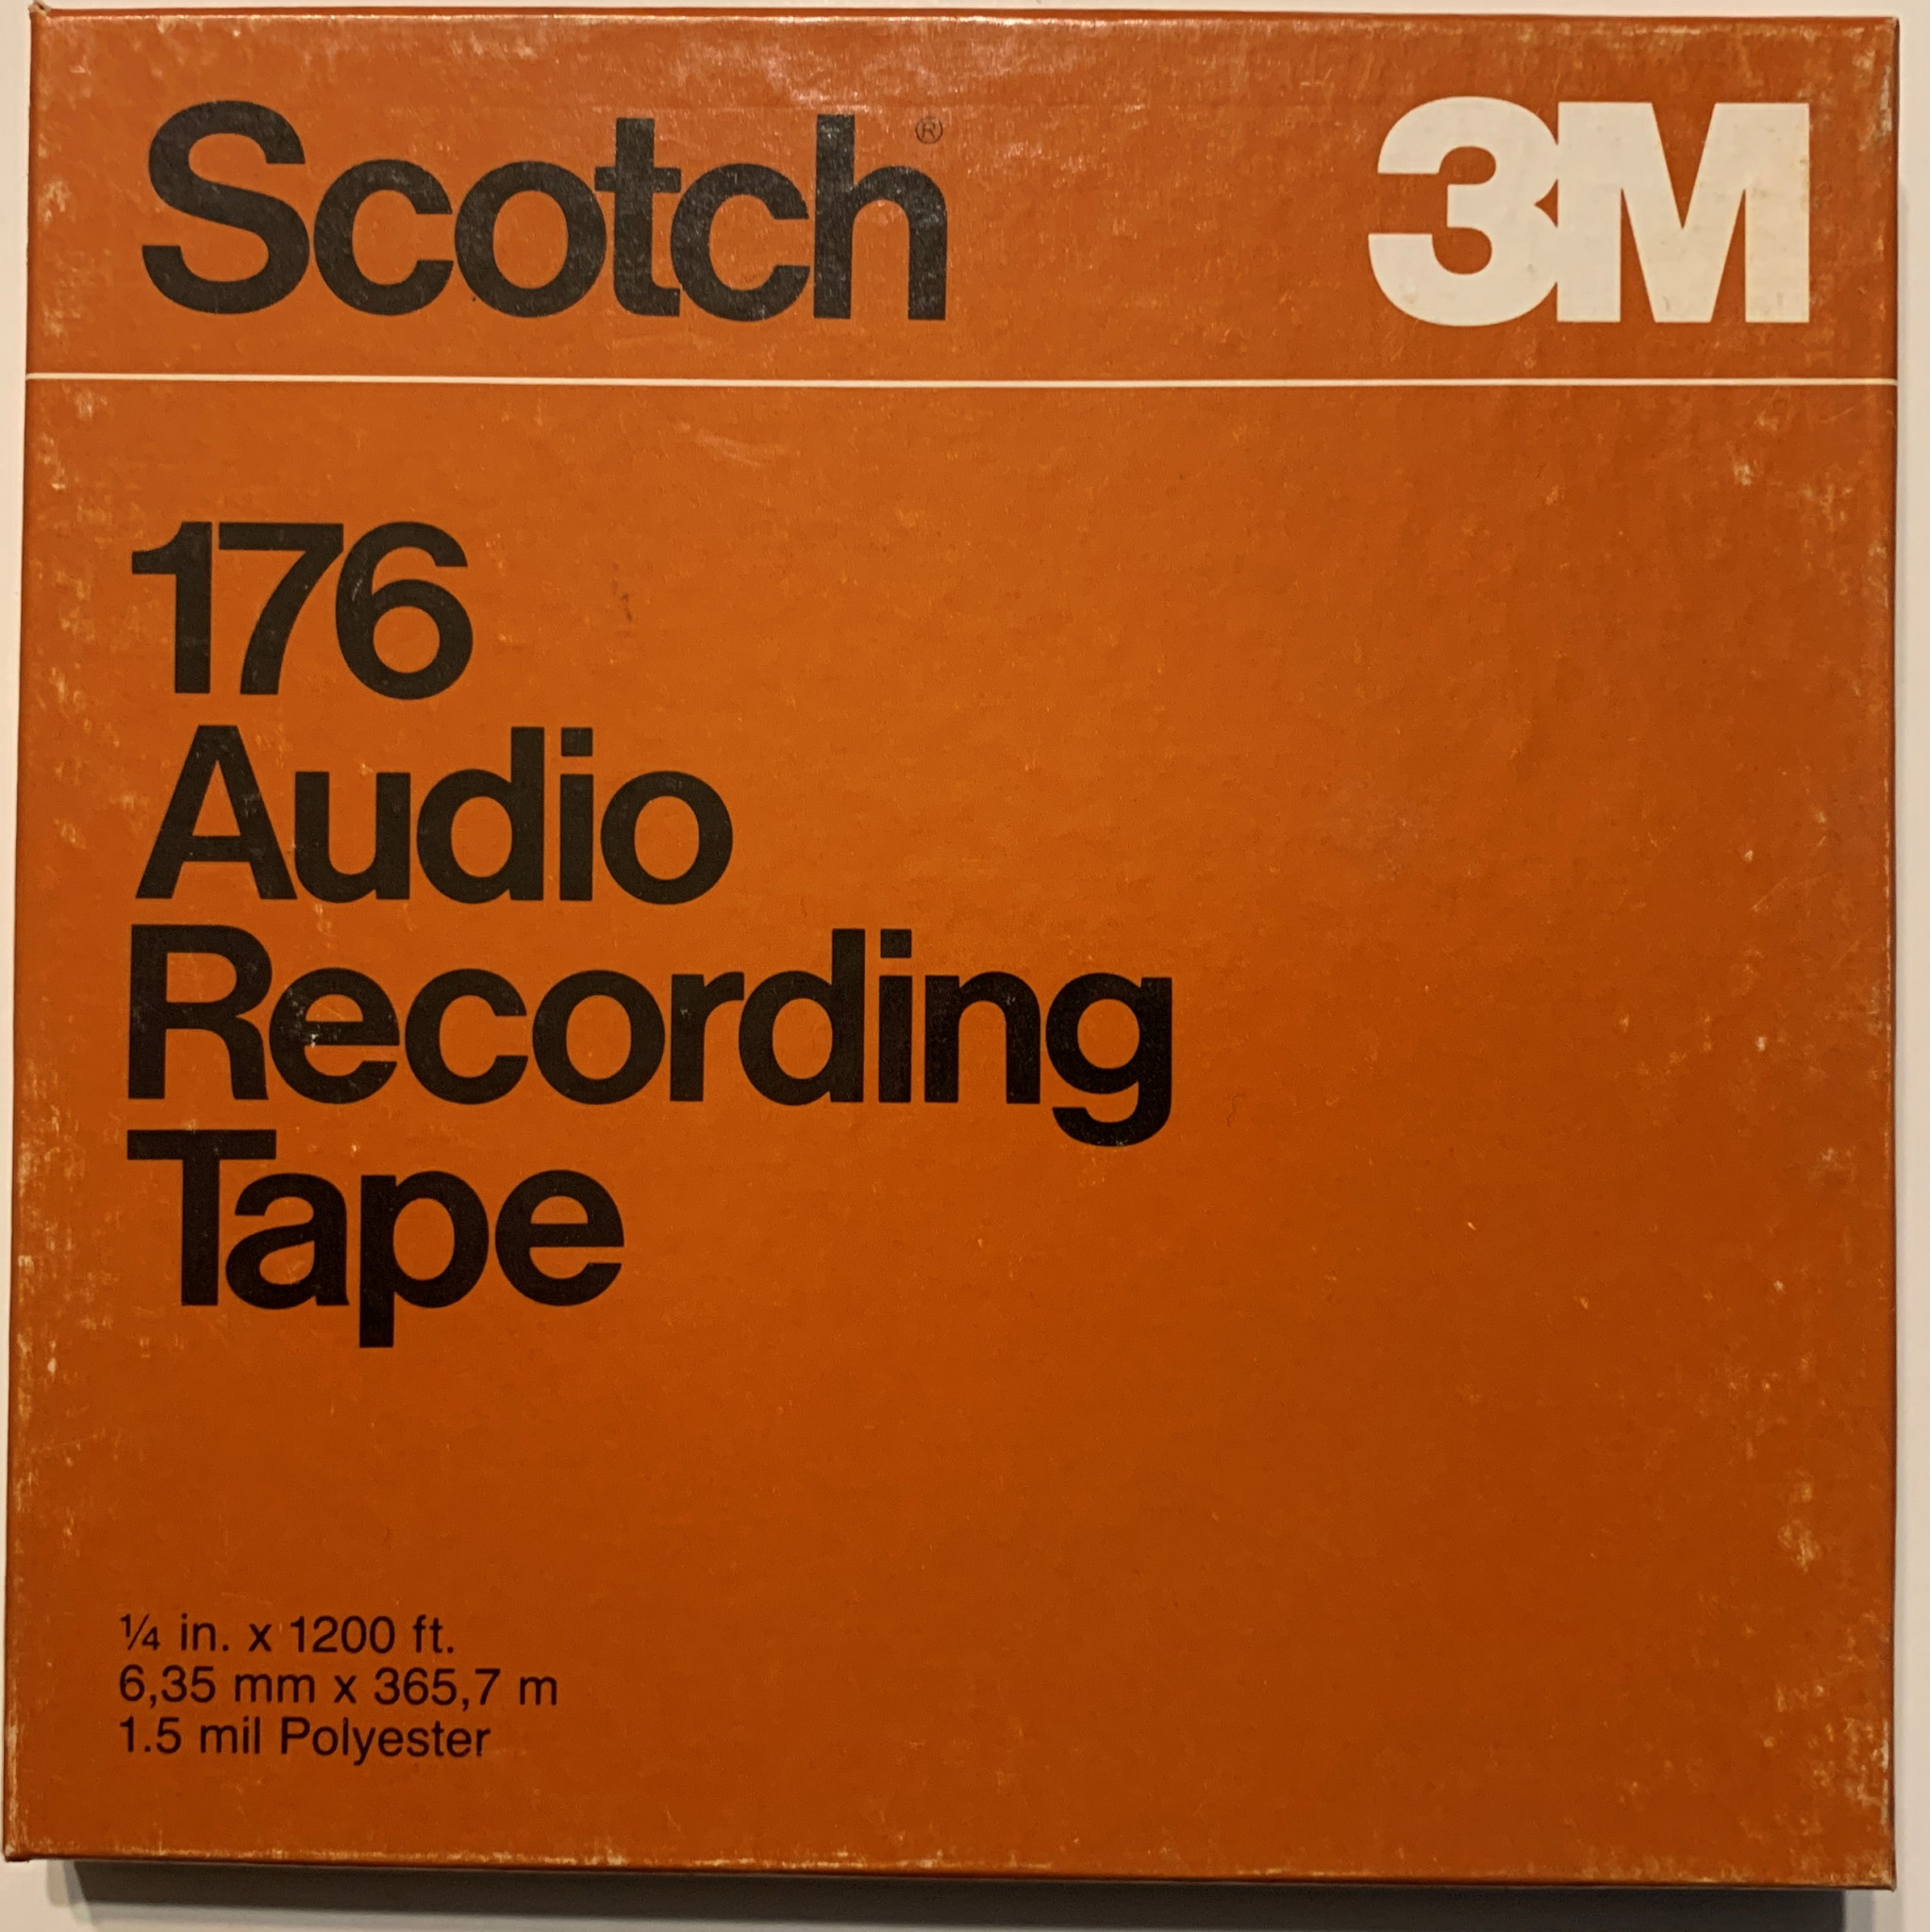 Scotch®
3M
176
Audio
Recording
Tape
¼ in. x 1200 ft.
6,35 mm x 365,7 m
1.5 mil Polyester